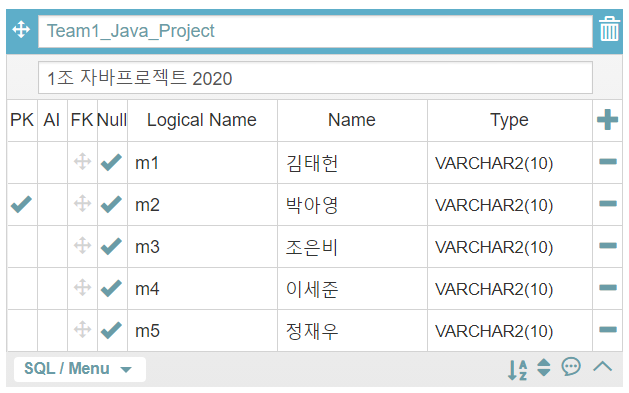 Team1_Java_Project
1조 자바프로젝트 2020
PK AI FK Null Logical Name Name Type
m1 김태헌 VARCHAR2(10)
m2 박아영 VARCHAR2(10)
m3 조은비 VARCHAR2(10)
m4 이세준 VARCHAR2(10)
m5 정재우 VARCHAR2(10)
SQL / Menu